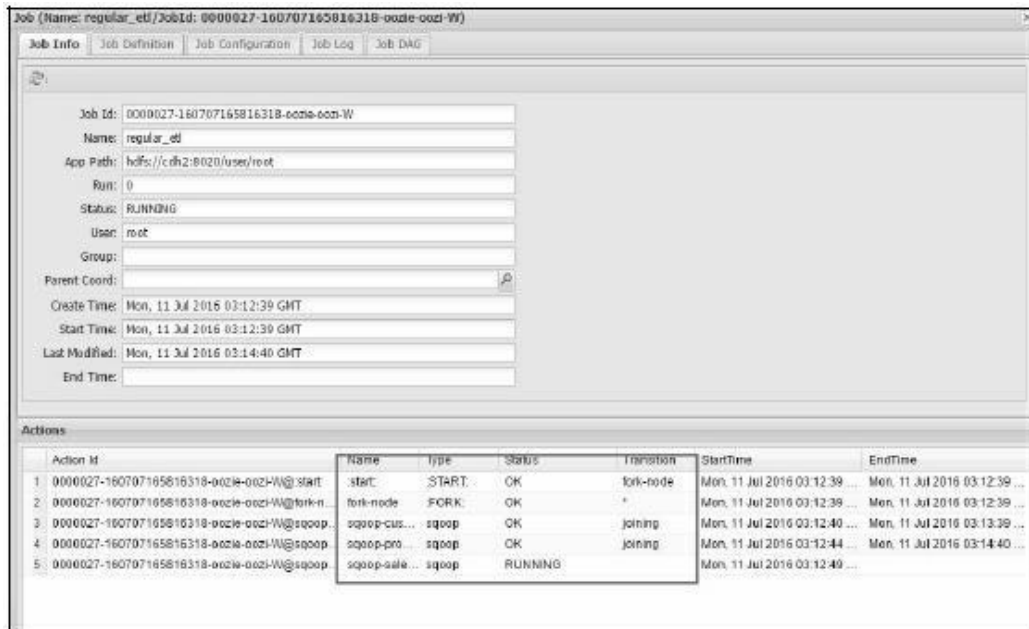 Job (Name: regular_etl/JobId: 0000027-160707165816318-oozie-oozi-W)
Job Info Job Definition Job Configuration Job Log Job DAG
Job Id: 0000027-160707165816318-oozie-oozi-W
Name: regular_etl
App Path: hdfs://cdh2:8020/user/root
Run: 0
Status: RUNNING
User: root
Group:
Parent Coord:
Create Time: Mon, 11 Jul 2016 03:12:39 GMT
Start Time: Mon, 11 Jul 2016 03:12:39 GMT
Last Modified: Mon, 11 Jul 2016 03:14:40 GMT
End Time:
Actions
Action Id Name Type Status Transition StartTime EndTime
1 0000027-160707165816318-oozie-oozi-W@:start: :start: :START: OK fork-node Mon, 11 Jul 2016 03:12:39 ... Mon, 11 Jul 2016 03:12:39 ...
2 0000027-160707165816318-oozie-oozi-W@fork-n... fork-node :FORK: OK * Mon, 11 Jul 2016 03:12:39 ... Mon, 11 Jul 2016 03:12:39 ...
3 0000027-160707165816318-oozie-oozi-W@sqoop... sqoop-cus... sqoop OK joining Mon, 11 Jul 2016 03:12:40 ... Mon, 11 Jul 2016 03:13:39 ...
4 0000027-160707165816318-oozie-oozi-W@sqoop... sqoop-pro... sqoop OK joining Mon, 11 Jul 2016 03:12:44 ... Mon, 11 Jul 2016 03:14:40 ...
5 0000027-160707165816318-oozie-oozi-W@sqoop... sqoop-sale... sqoop RUNNING Mon, 11 Jul 2016 03:12:49 ...